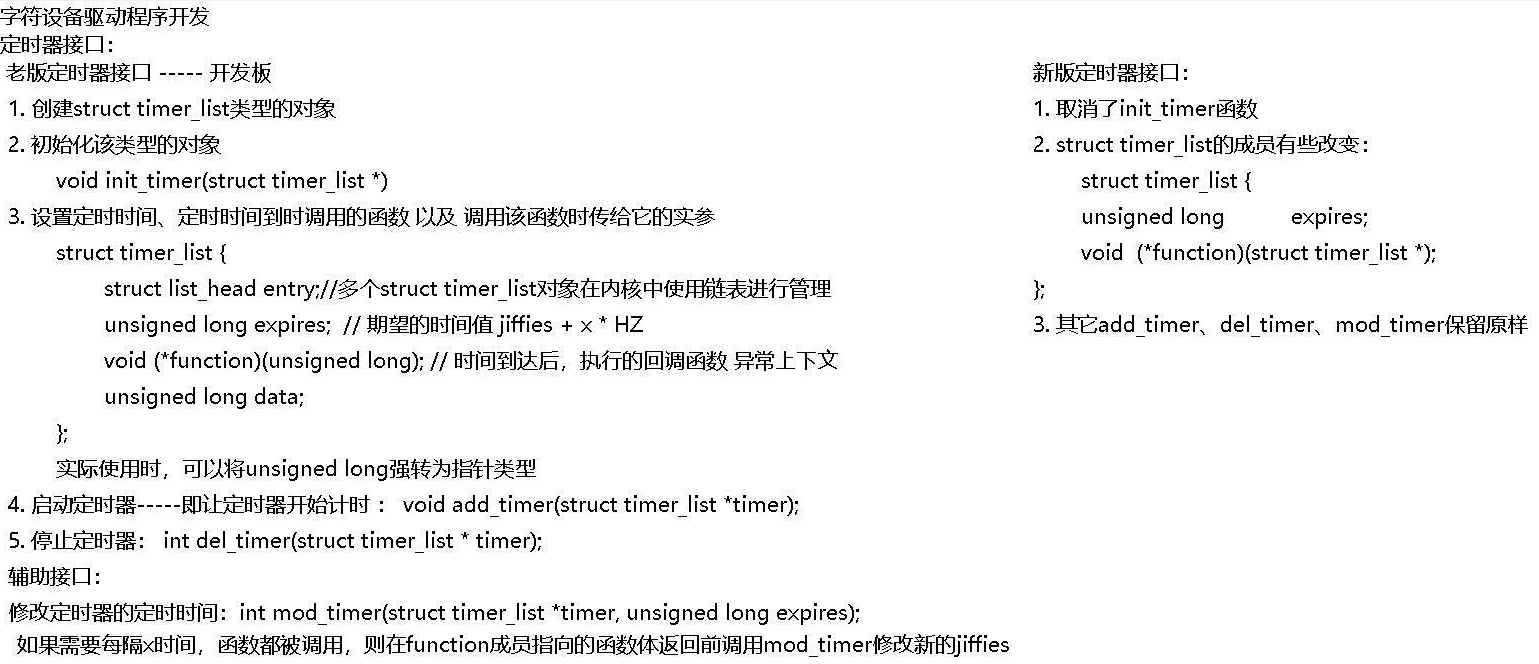 字符设备驱动程序开发
定时器接口：
老版定时器接口 ----- 开发板
1. 创建struct timer_list类型的对象
2. 初始化该类型的对象
void init_timer(struct timer_list *)
3. 设置定时时间、定时时间到时调用的函数 以及 调用该函数时传给它的实参
struct timer_list {
struct list_head entry;//多个struct timer_list对象在内核中使用链表进行管理
unsigned long expires;  // 期望的时间值 jiffies + x * HZ
void (*function)(unsigned long); // 时间到达后，执行的回调函数 异常上下文
unsigned long data;
};
实际使用时，可以将unsigned long强转为指针类型
4. 启动定时器-----即让定时器开始计时 ： void add_timer(struct timer_list *timer);
5. 停止定时器： int del_timer(struct timer_list * timer);
辅助接口：
修改定时器的定时时间：int mod_timer(struct timer_list *timer, unsigned long expires);
如果需要每隔x时间，函数都被调用，则在function成员指向的函数体返回前调用mod_timer修改新的jiffies
新版定时器接口：
1. 取消了init_timer函数
2. struct timer_list的成员有些改变：
struct timer_list {
unsigned long          expires;
void  (*function)(struct timer_list *);
};
3. 其它add_timer、del_timer、mod_timer保留原样